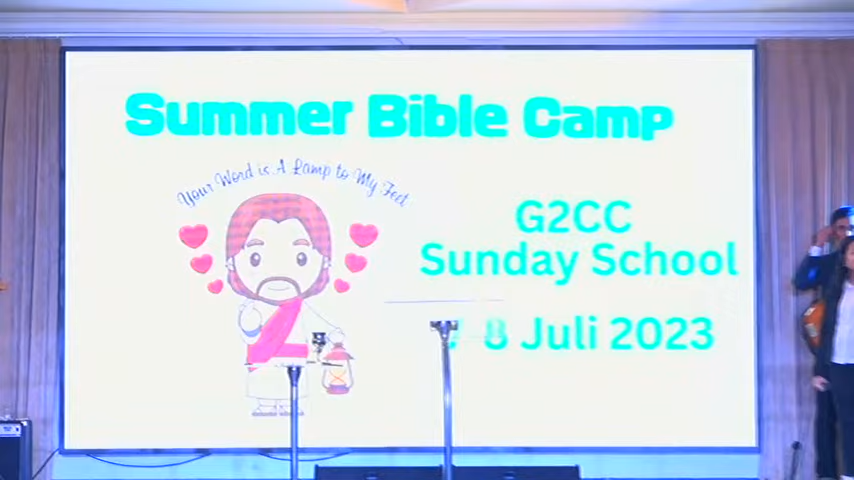 Summer Bible Camp
Your Word is A Lamp to My Feet
G2CC
Sunday School
8 Juli 2023